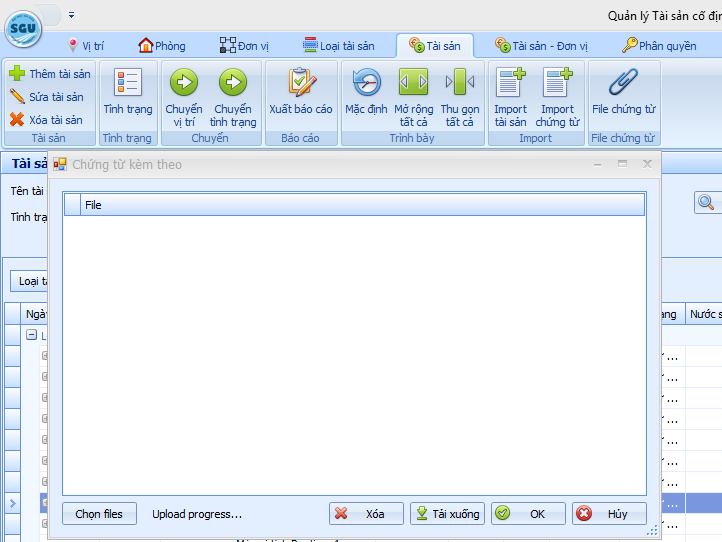 Quản lý Tài sản cố địn
SGU
Vị trí Phòng Đơn vị Loại tài sản Tài sản Tài sản - Đơn vị Phân quyền
Thêm tài sản
Sửa tài sản
Xóa tài sản
Tình trạng
Chuyển vị trí
Chuyển tình trạng
Xuất báo cáo
Mặc định
Mở rộng tất cả
Thu gọn tất cả
Import tài sản
Import chứng từ
File chứng từ
Tài sản Tình trạng Chuyển Báo cáo Trình bày Import File chứng từ
Tài sả
Chứng từ kèm theo
Tên tài
Tình trạ
File
Loại tà
Ngày
ang Nước s
L
Chọn files Upload progress... Xóa Tải xuống OK Hủy